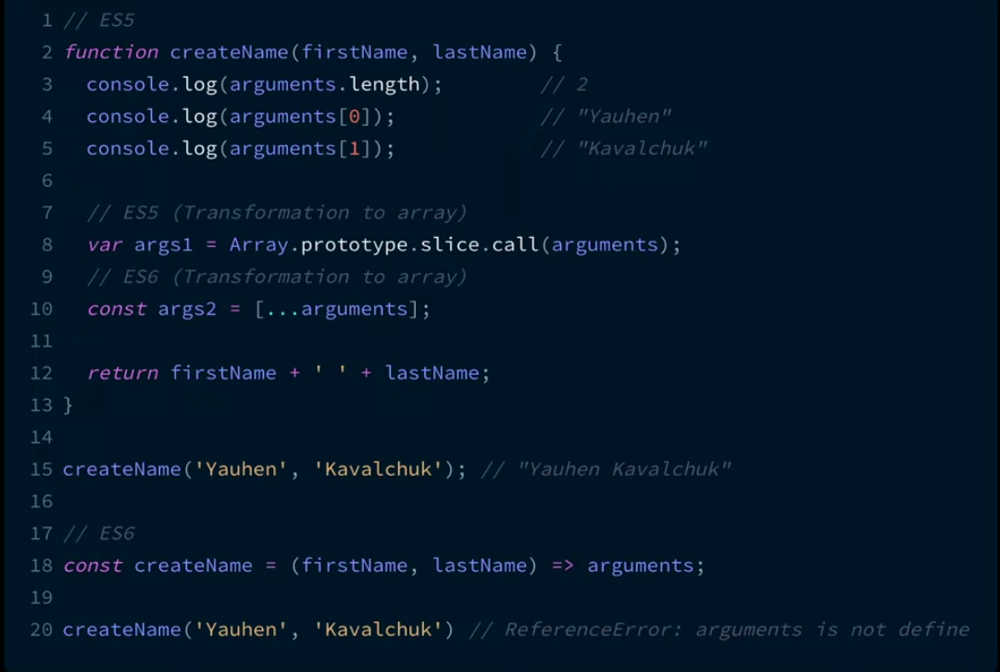 1 // ES5
2 function createName(firstName, lastName) {
3   console.log(arguments.length);        // 2
4   console.log(arguments[0]);            // "Yauhen"
5   console.log(arguments[1]);            // "Kavalchuk"
6
7   // ES5 (Transformation to array)
8   var args1 = Array.prototype.slice.call(arguments);
9   // ES6 (Transformation to array)
10   const args2 = [...arguments];
11
12   return firstName + ' ' + lastName;
13 }
14
15 createName('Yauhen', 'Kavalchuk'); // "Yauhen Kavalchuk"
16
17 // ES6
18 const createName = (firstName, lastName) => arguments;
19
20 createName('Yauhen', 'Kavalchuk') // ReferenceError: arguments is not define